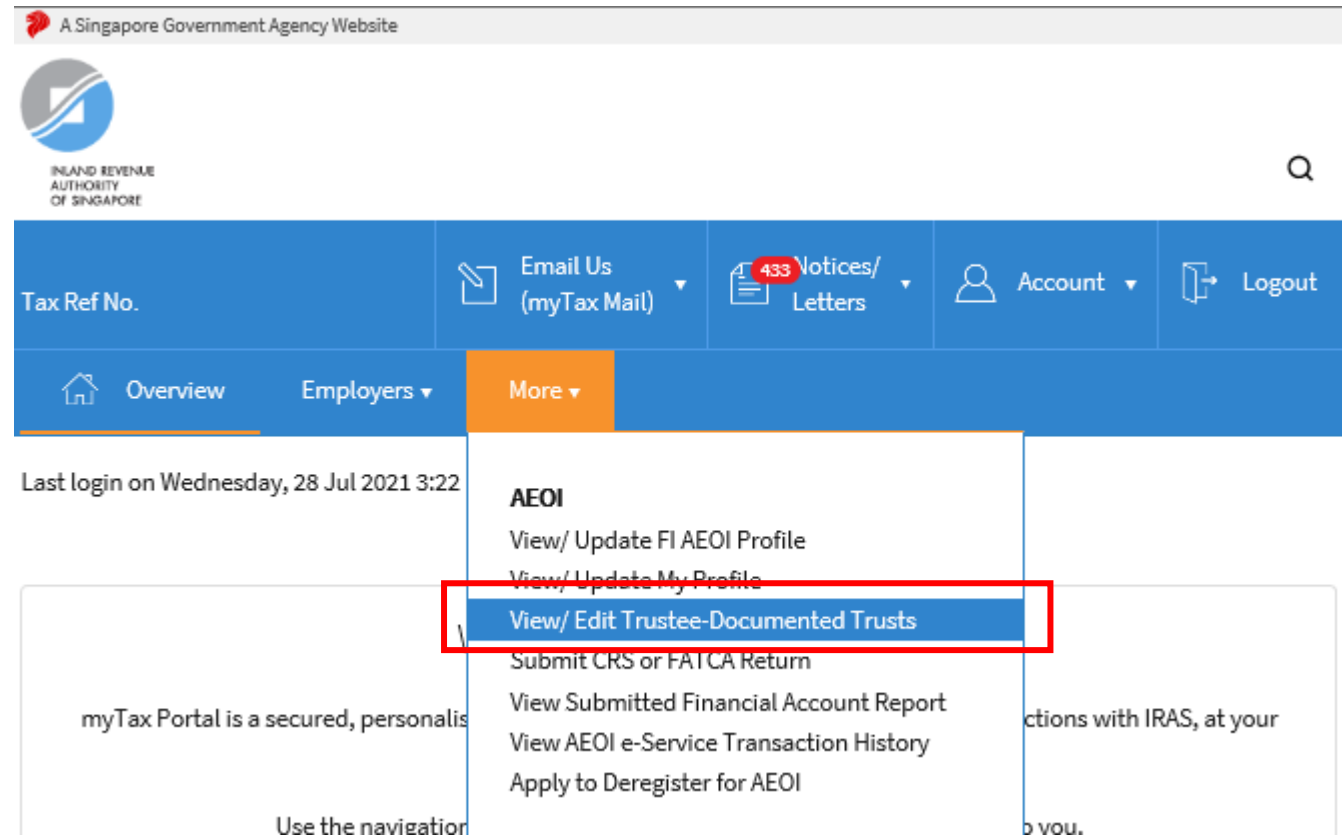 A Singapore Government Agency Website
INLAND REVENUE
AUTHORITY
OF SINGAPORE
Tax Ref No.
Email Us
(myTax Mail)
433
Notices/
Letters
Account
Logout
Overview
Employers
More
Last login on Wednesday, 28 Jul 2021 3:22
AEOI
View/ Update FI AEOI Profile
View/ Update My Profile
View/ Edit Trustee-Documented Trusts
Submit CRS or FATCA Return
View Submitted Financial Account Report
View AEOI e-Service Transaction History
Apply to Deregister for AEOI
myTax Portal is a secured, personalis
ctions with IRAS, at your
Use the navigation
o you.